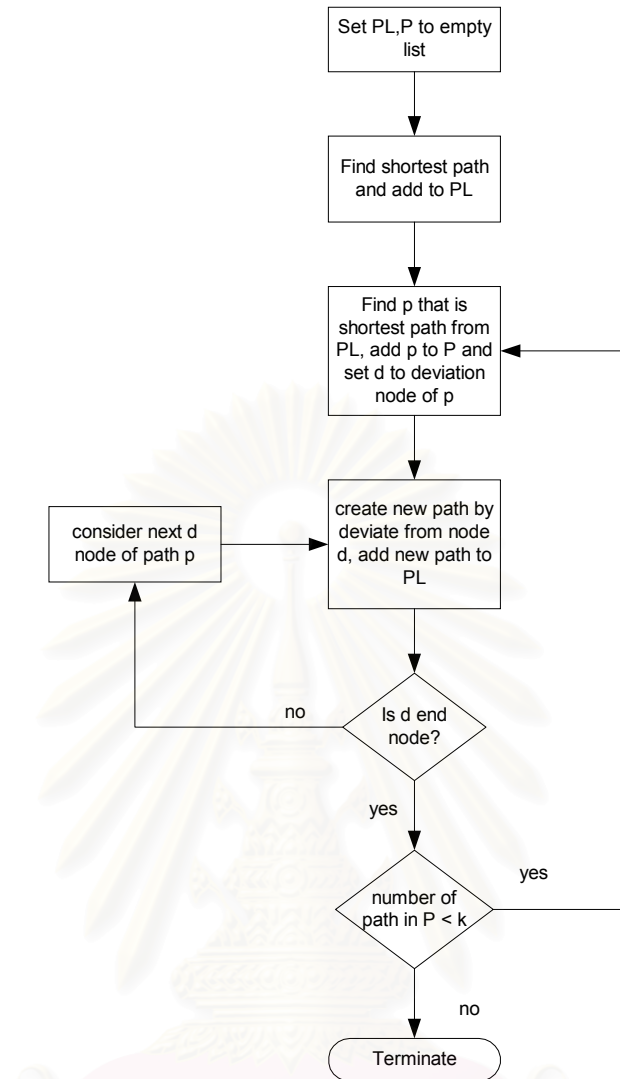 Set PL,P to empty
list
Find shortest path
and add to PL
Find p that is
shortest path from
PL, add p to P and
set d to deviation
node of p
create new path by
deviate from node
d, add new path to
PL
consider next d
node of path p
Is d end
node?
no
yes
number of
path in P < k
yes
no
Terminate